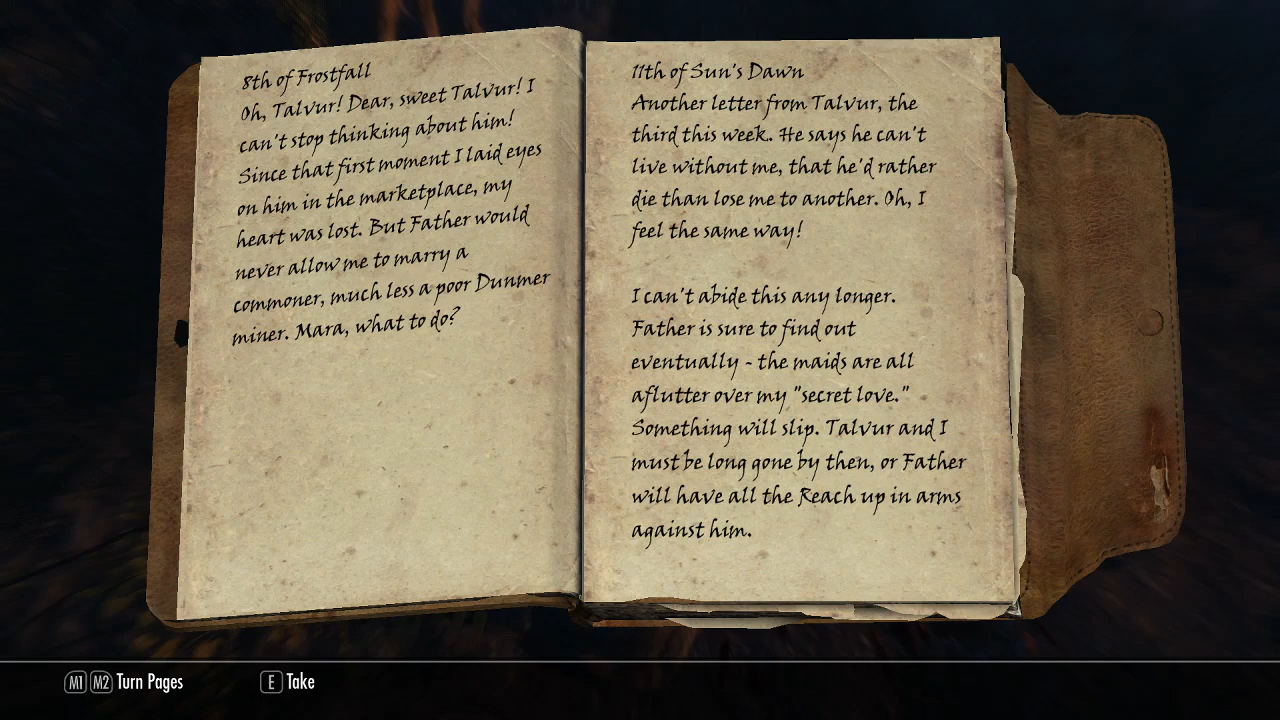 8th of Frostfall
Oh, Talvur! Dear, sweet Talvur! I
can't stop thinking about him!
Since that first moment I laid eyes
on him in the marketplace, my
heart was lost. But Father would
never allow me to marry a
commoner, much less a poor Dunmer
miner. Mara, what to do?
11th of Sun's Dawn
Another letter from Talvur, the
third this week. He says he can't
live without me, that he'd rather
die than lose me to another. Oh, I
feel the same way!
I can't abide this any longer.
Father is sure to find out
eventually - the maids are all
aflutter over my "secret love."
Something will slip. Talvur and I
must be long gone by then, or Father
will have all the Reach up in arms
against him.
M1 M2 Turn Pages E Take